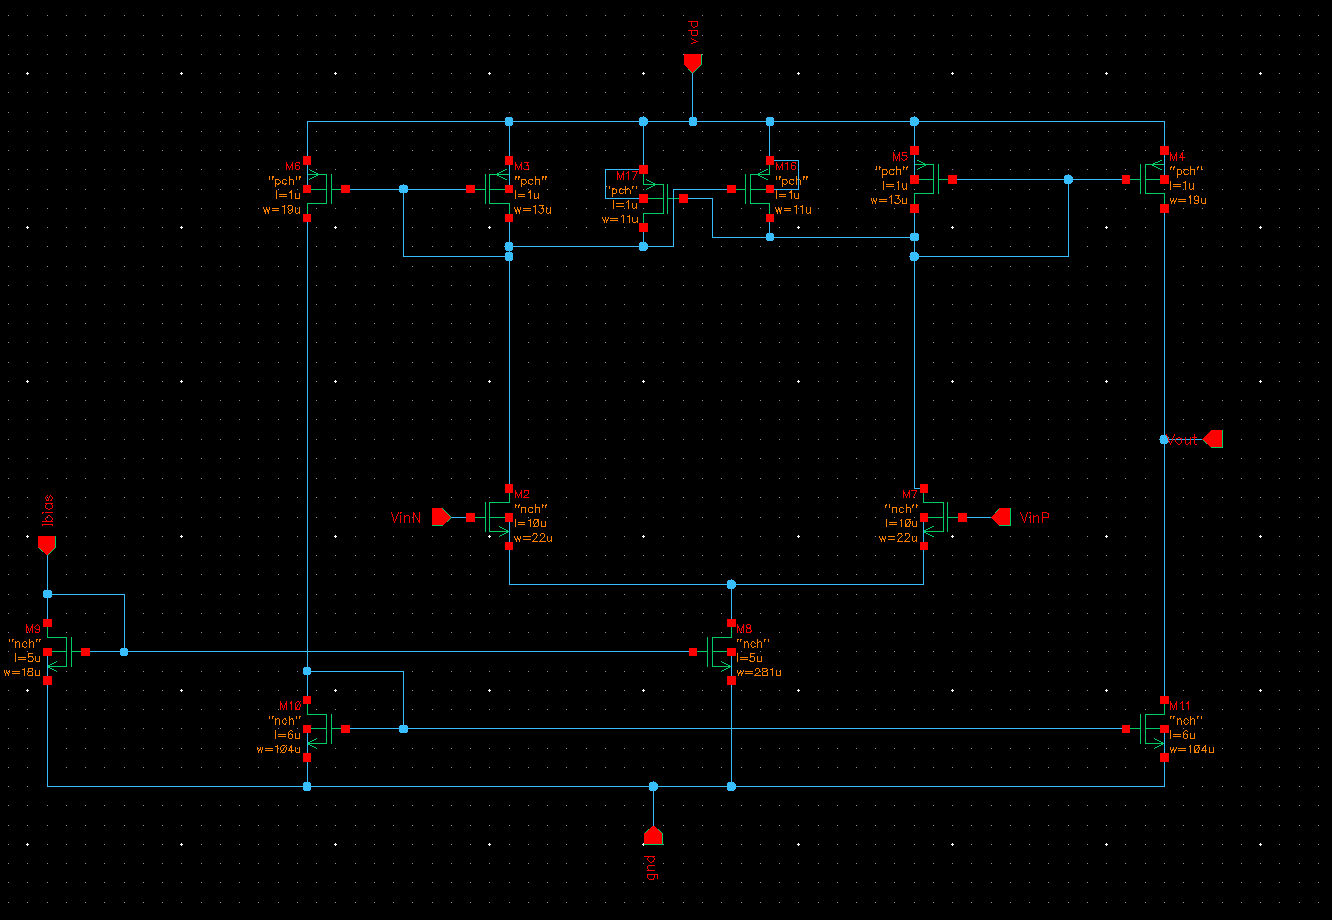 vdd
M6
"pch"
l=1u
w=19u
M3
"pch"
l=1u
w=13u
M17
"pch"
l=1u
w=11u
M16
"pch"
l=1u
w=11u
M5
"pch"
l=1u
w=13u
M4
"pch"
l=1u
w=19u
Vout
Ibias
VinN
M2
"nch"
l=10u
w=22u
M7
"nch"
l=10u
w=22u
VinP
M9
"nch"
l=5u
w=18u
M8
"nch"
l=5u
w=281u
M10
"nch"
l=6u
w=104u
M11
"nch"
l=6u
w=104u
gnd